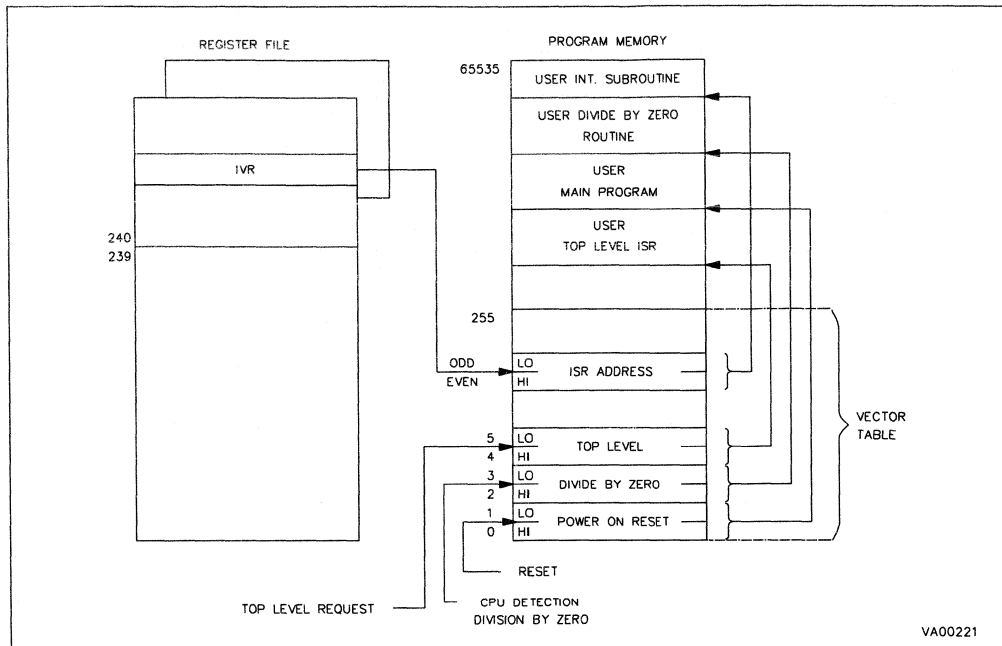 REGISTER FILE
IVR
240
239
PROGRAM MEMORY
65535
USER INT. SUBROUTINE
USER DIVIDE BY ZERO
ROUTINE
USER
MAIN PROGRAM
USER
TOP LEVEL ISR
255
ODD
EVEN
LO
HI
ISR ADDRESS
5
4
LO
HI
TOP LEVEL
3
2
LO
HI
DIVIDE BY ZERO
1
0
LO
HI
POWER ON RESET
VECTOR
TABLE
RESET
TOP LEVEL REQUEST
CPU DETECTION
DIVISION BY ZERO
VA00221